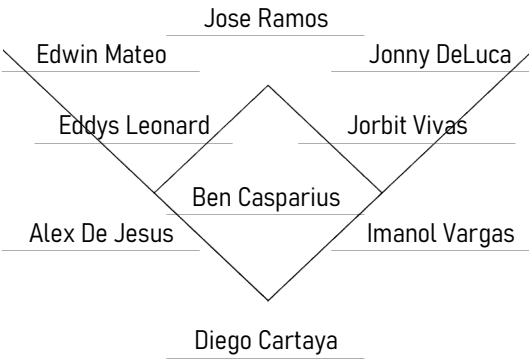 Jose Ramos
Edwin Mateo
Jonny DeLuca
Eddys Leonard
Jorbit Vivas
Ben Casparius
Alex De Jesus
Imanol Vargas
Diego Cartaya